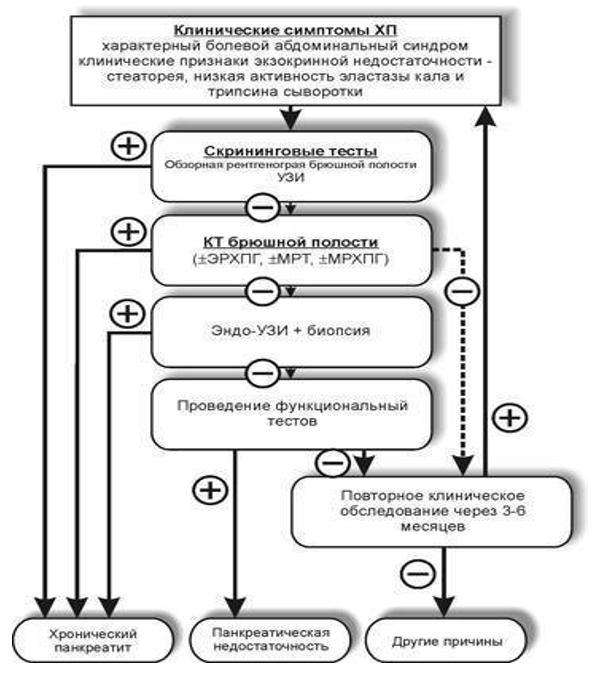 Клинические симптомы ХП
характерный болевой абдоминальный синдром
клинические признаки экзокринной недостаточности -
стеаторея, низкая активность эластазы кала и
трипсина сыворотки
Скрининговые тесты
Обзорная рентгенограя брюшной полости
УЗИ
КТ брюшной полости
(±ЭРХПГ, ±МРТ, ±МРХПГ)
Эндо-УЗИ + биопсия
Проведение функциональный
тестов
Повторное клиническое
обследование через 3-6
месяцев
Хронический
панкреатит
Панкреатическая
недостаточность
Другие причины